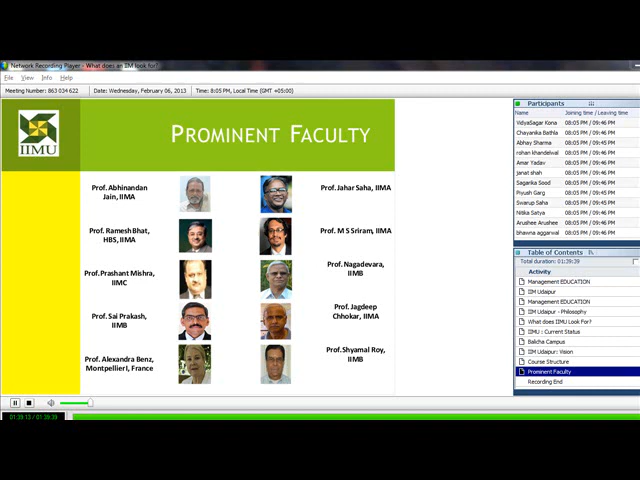 Network Recording Player - What does an IIM look for?
File View Info Help
Meeting Number: 863 034 622 Date: Wednesday, February 06, 2013 Time: 8:05 PM, Local Time (GMT +05:00)
IIMU
PROMINENT FACULTY
Prof. Abhinandan
Jain, IIMA
Prof. Jahar Saha, IIMA
Prof. Ramesh Bhat,
HBS, IIMA
Prof. M S Sriram, IIMA
Prof. Prashant Mishra,
IIMC
Prof. Nagadevara,
IIMB
Prof. Sai Prakash,
IIMB
Prof. Jagdeep
Chhokar, IIMA
Prof. Alexandra Benz,
Montpellier I, France
Prof.Shyamal Roy,
IIMB
Participants
Name Joining time / Leaving time
VidyaSagar Kona 08:05 PM / 09:46 PM
Chayanika Bathla 08:05 PM / 09:46 PM
Abhay Sharma 08:05 PM / 09:46 PM
rohan khandelwal 08:05 PM / 09:46 PM
Amar Yadav 08:05 PM / 09:46 PM
janat shah 08:05 PM / 09:46 PM
Sagarika Sood 08:05 PM / 09:46 PM
Piyush Garg 08:05 PM / 09:45 PM
Swarup Saha 08:05 PM / 09:46 PM
Nitika Satya 08:05 PM / 09:46 PM
Arushee Arushee 08:05 PM / 09:46 PM
bhawna aggarwal 08:05 PM / 09:46 PM
Table of Contents
Total duration: 01:39:39
Activity
Management EDUCATION
IIM Udaipur
Management EDUCATION
IIM Udaipur - Philosophy
What does IIMU Look For?
IIMU : Current Status
Balicha Campus
IIM Udaipur: Vision
Course Structure
Prominent Faculty
Recording End
01:39:13 / 01:39:39